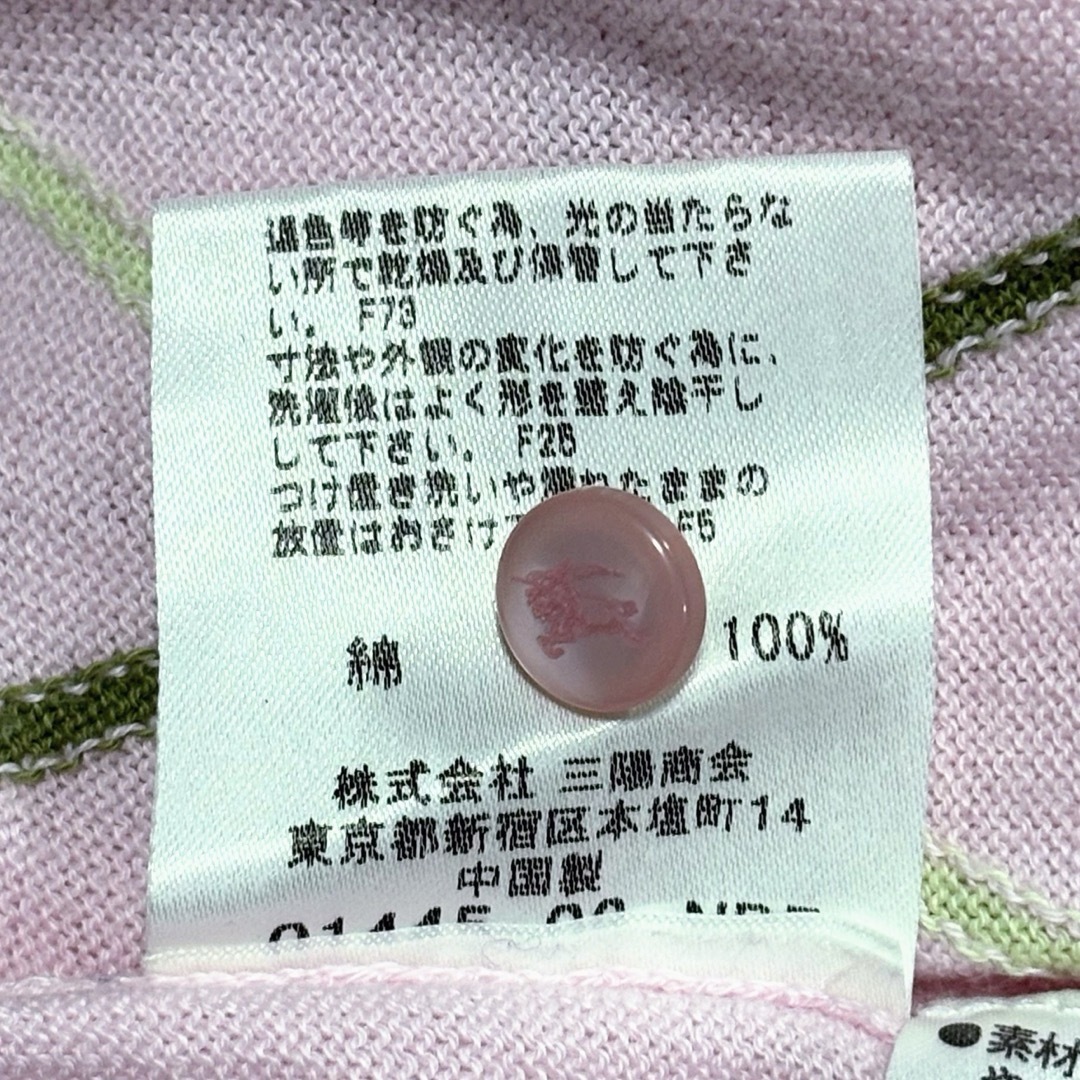 退色等を防ぐ為、光の当たらな
い所で乾燥及び保管して下さ
い。 F73
寸法や外観の変化を防ぐ為に、
洗濯後はよく形を整え陰干し
して下さい。 F25
つけ置き洗いや濡れたままの
放置はおさけ F5
綿 100%
株式会社 三陽商会
東京都新宿区本塩町14
中国製
●素材